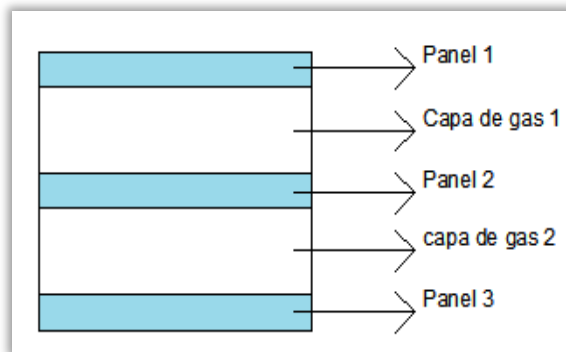 Panel 1
Capa de gas 1
Panel 2
capa de gas 2
Panel 3